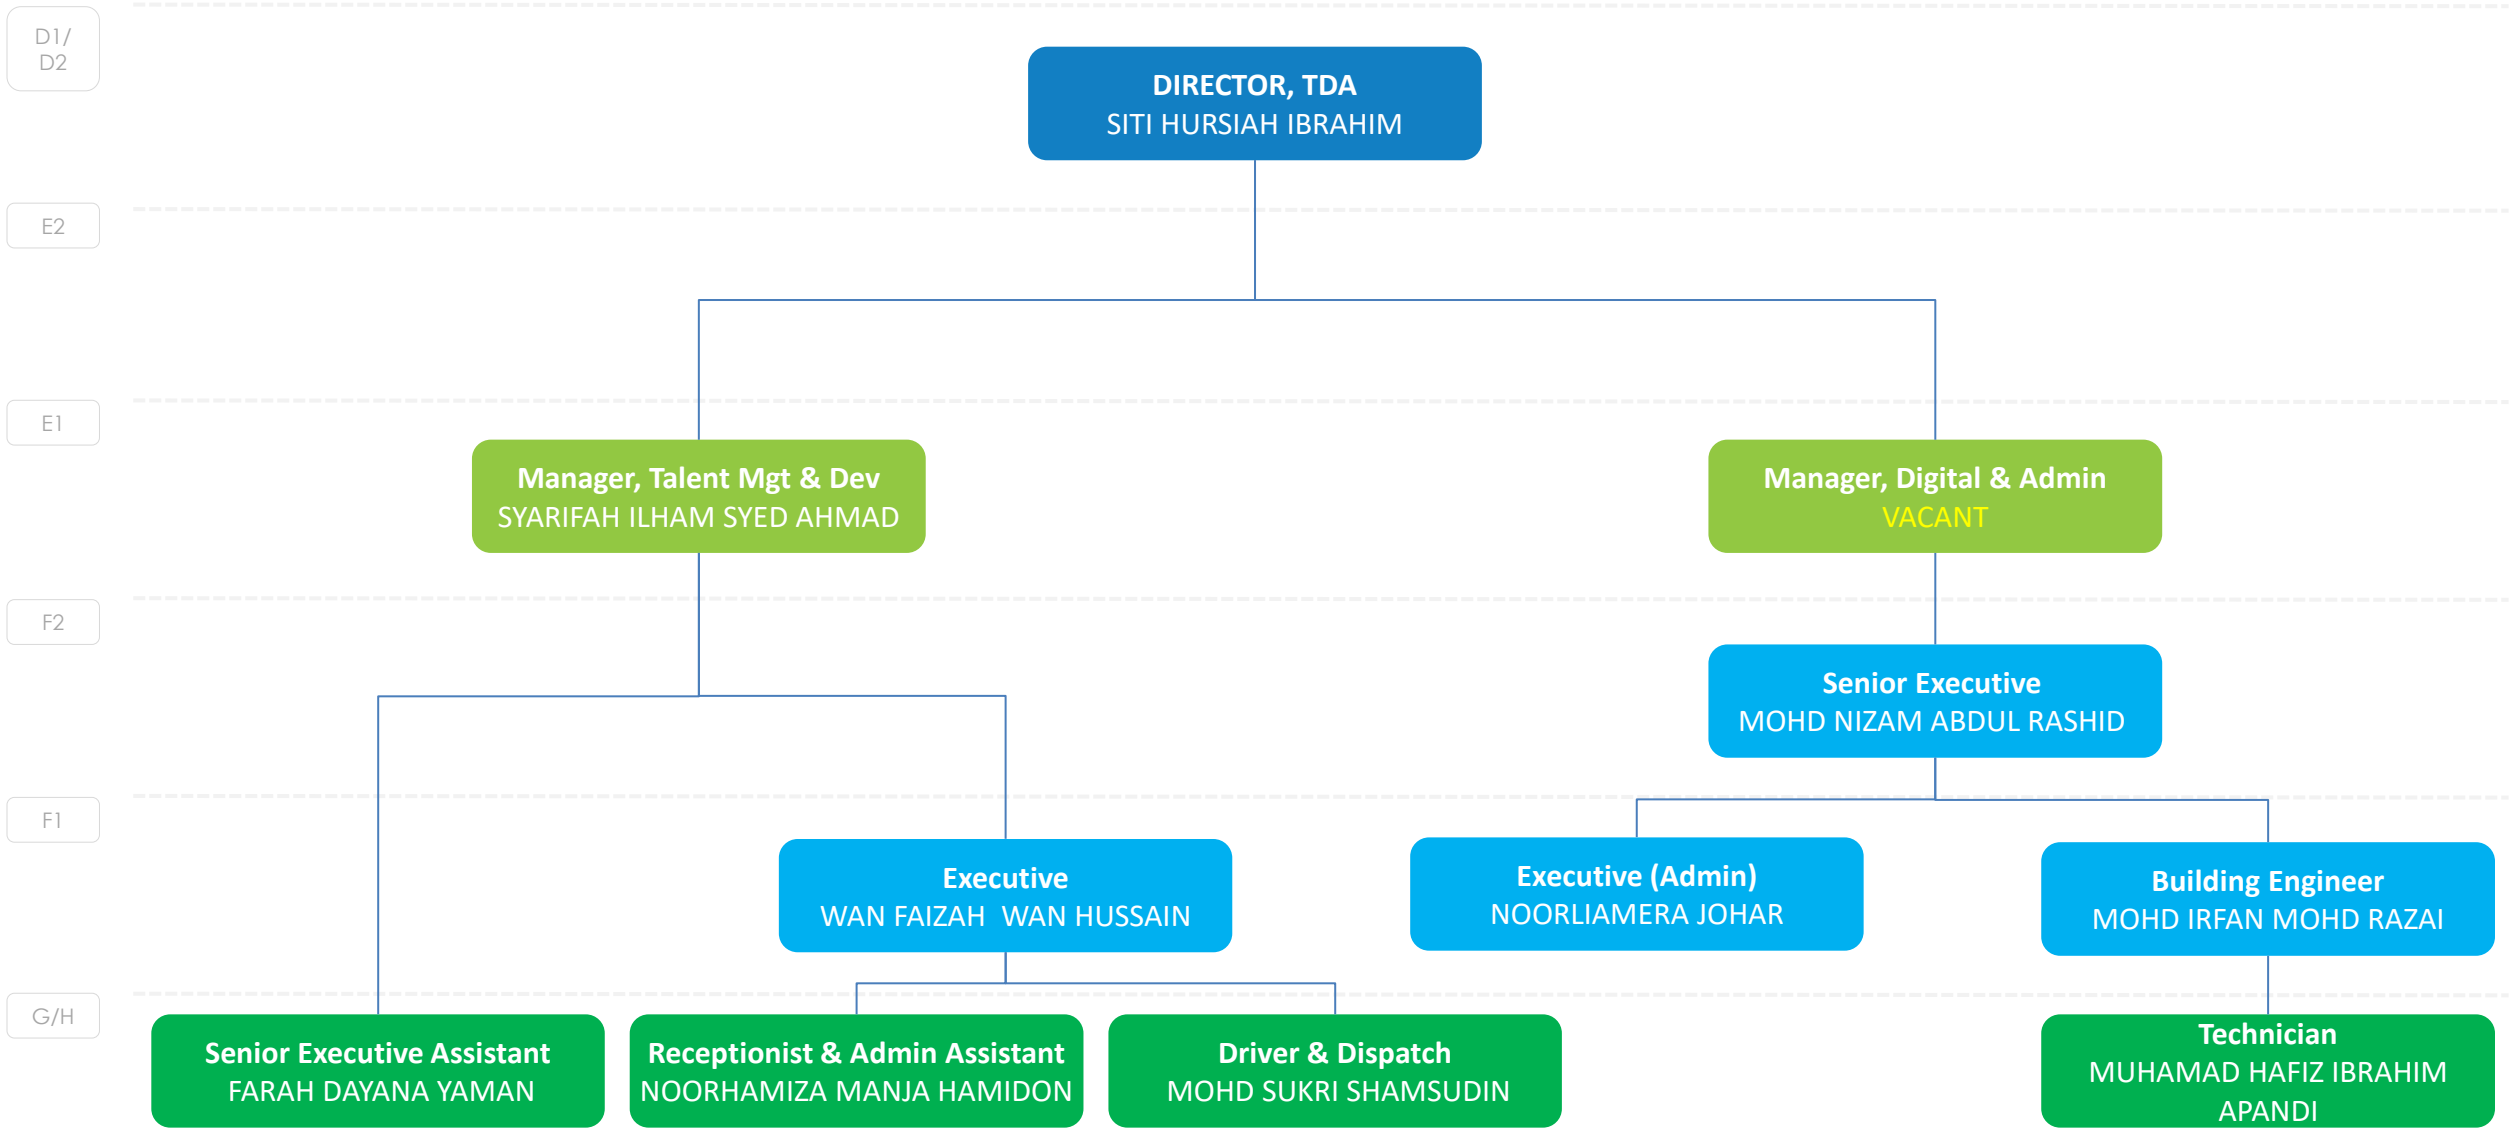 D1/
D2
DIRECTOR, TDA
SITI HURSIAH IBRAHIM
E2
E1
Manager, Talent Mgt & Dev
SYARIFAH ILHAM SYED AHMAD
Manager, Digital & Admin
VACANT
F2
Senior Executive
MOHD NIZAM ABDUL RASHID
F1
Executive
WAN FAIZAH  WAN HUSSAIN
Executive (Admin)
NOORLIAMERA JOHAR
Building Engineer
MOHD IRFAN MOHD RAZAI
G/H
Senior Executive Assistant
FARAH DAYANA YAMAN
Receptionist & Admin Assistant
NOORHAMIZA MANJA HAMIDON
Driver & Dispatch
MOHD SUKRI SHAMSUDIN
Technician
MUHAMAD HAFIZ IBRAHIM
APANDI